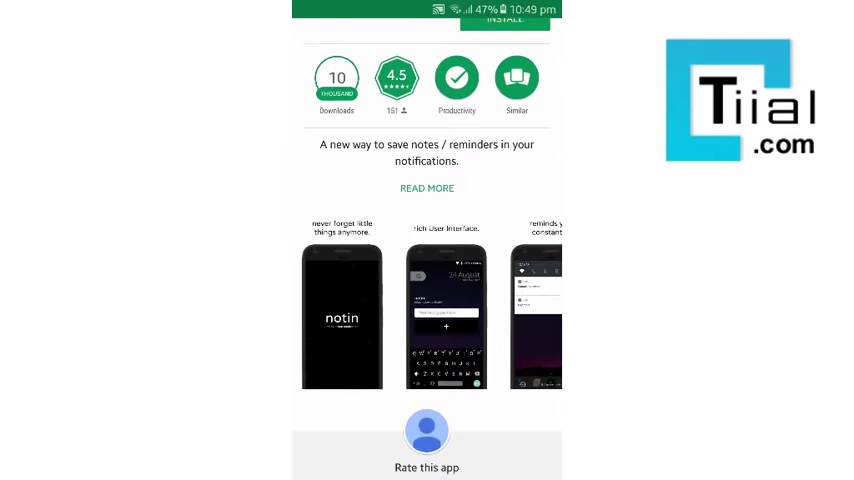 47% 10:49 pm
INSTALL
10
THOUSAND
Downloads
4.5
151
Productivity
Similar
A new way to save notes / reminders in your
notifications.
READ MORE
never forget little
things anymore.
rich User Interface.
reminds y
constant
notin
24 August
notin
+
Rate this app
Tiial
.com